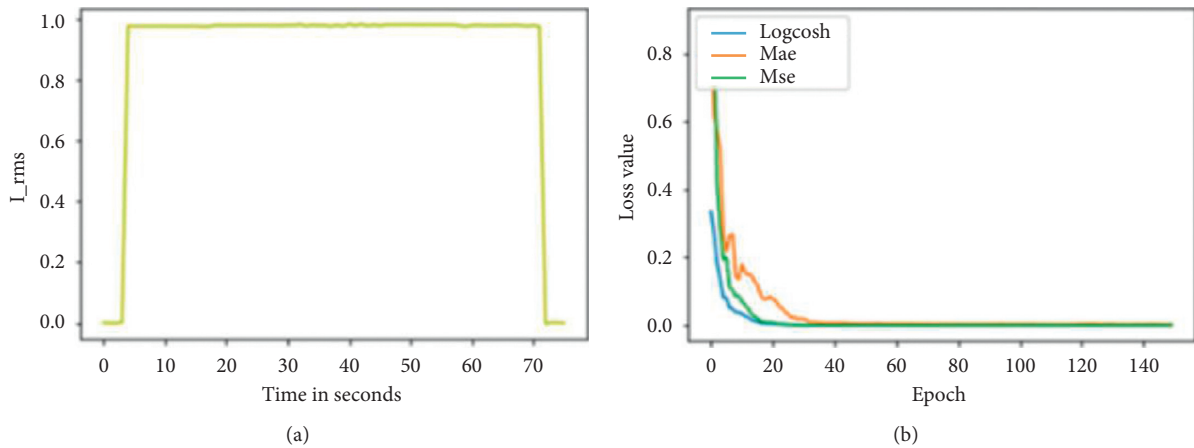 1.0
0.8
0.6
0.4
0.2
0.0
I_rms
0 10 20 30 40 50 60 70
Time in seconds
(a)
Logcosh
Mae
Mse
0.8
0.6
0.4
0.2
0.0
Loss value
0 20 40 60 80 100 120 140
Epoch
(b)